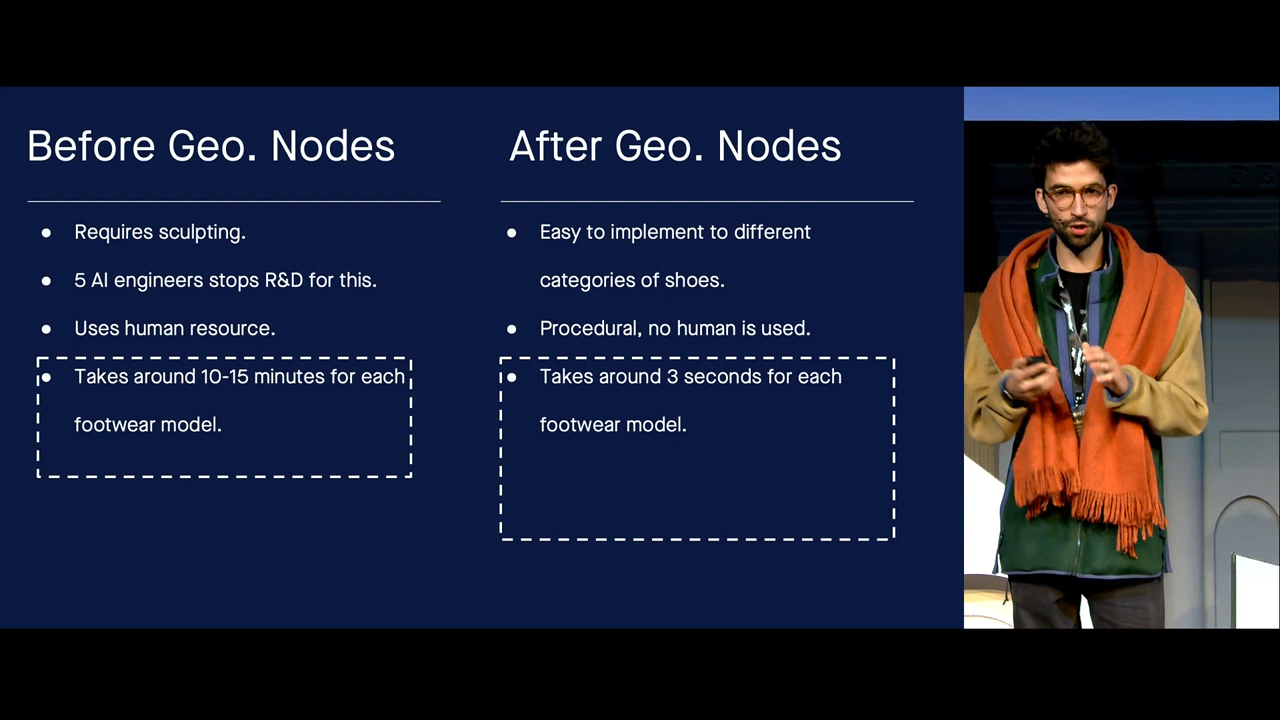 Before Geo. Nodes
• Requires sculpting.
• 5 AI engineers stops R&D for this.
• Uses human resource.
• Takes around 10-15 minutes for each
footwear model.
After Geo. Nodes
• Easy to implement to different
categories of shoes.
• Procedural, no human is used.
• Takes around 3 seconds for each
footwear model.